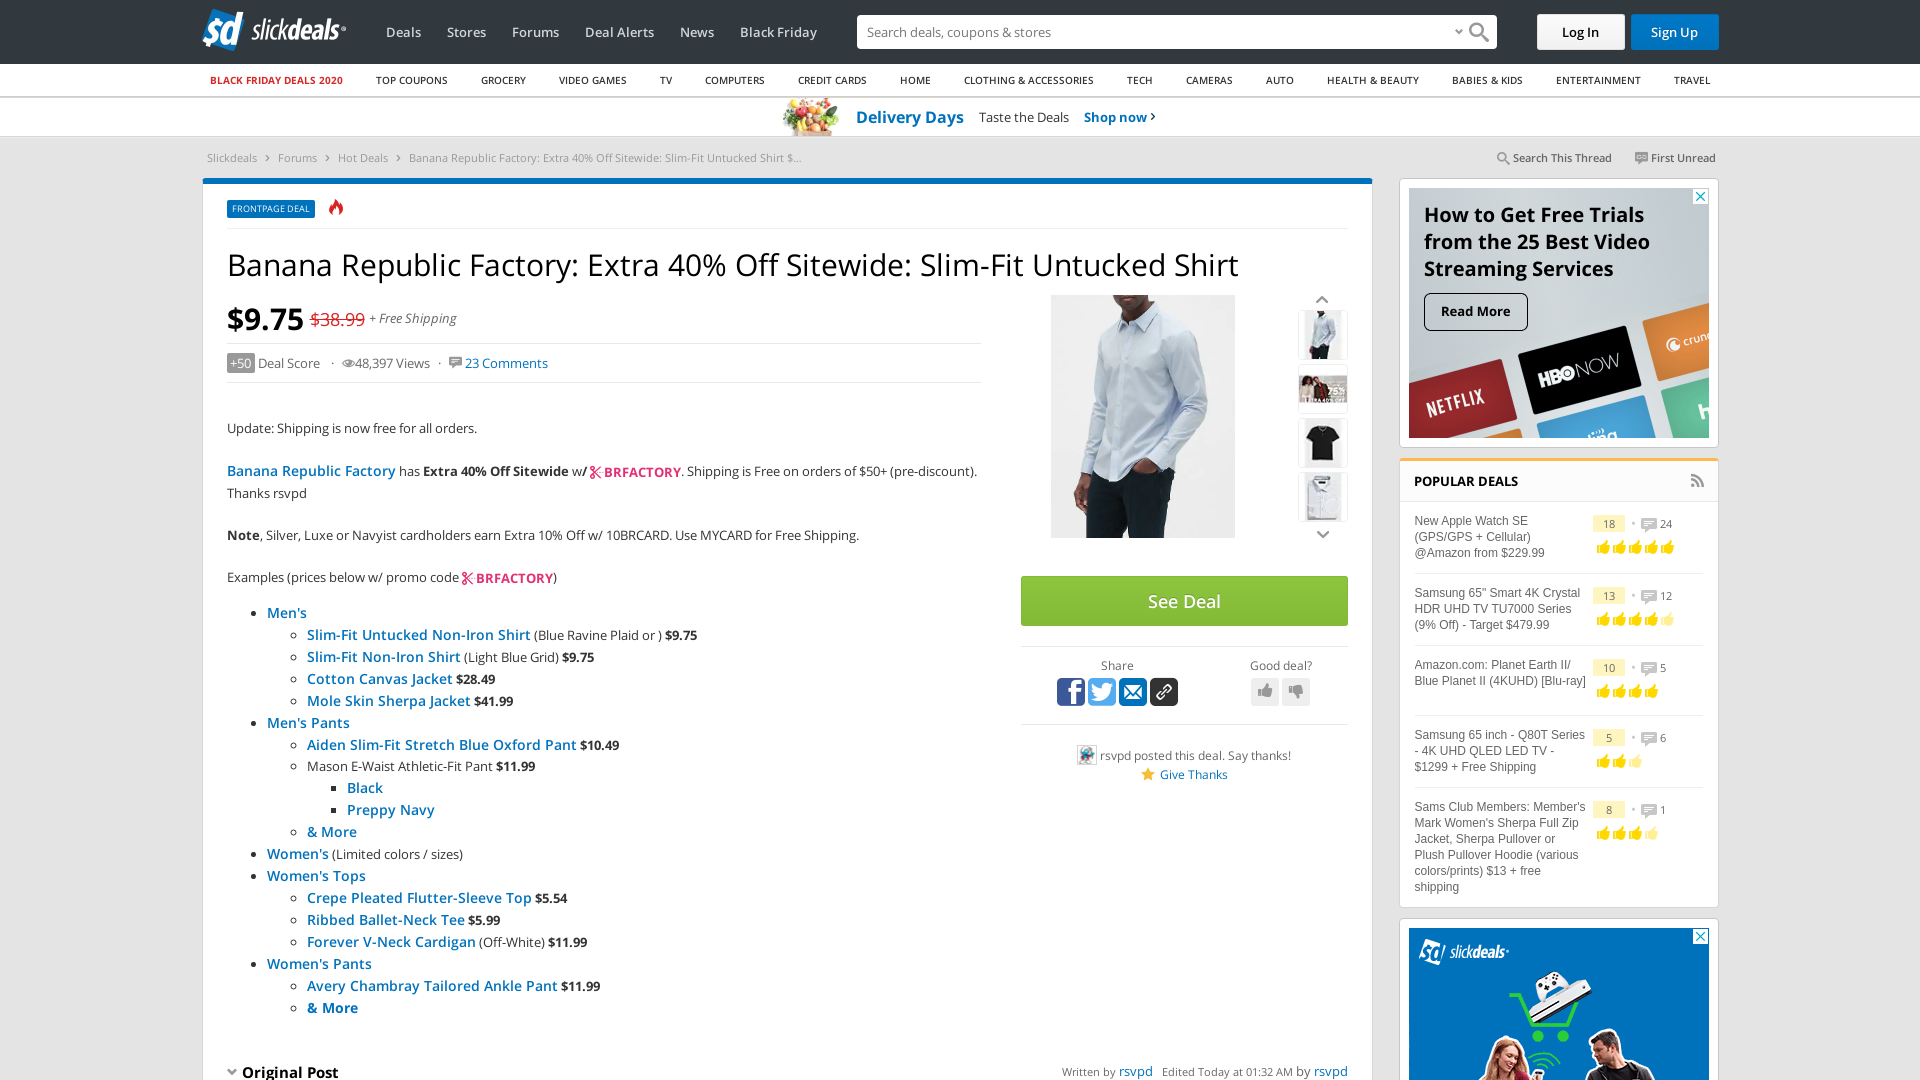 slickdeals
Deals
Stores
Forums
Deal Alerts
News
Black Friday
Search deals, coupons & stores
Log In
Sign Up
BLACK FRIDAY DEALS 2020
TOP COUPONS
GROCERY
VIDEO GAMES
TV
COMPUTERS
CREDIT CARDS
HOME
CLOTHING & ACCESSORIES
TECH
CAMERAS
AUTO
HEALTH & BEAUTY
BABIES & KIDS
ENTERTAINMENT
TRAVEL
Delivery Days Taste the Deals Shop now
Slickdeals > Forums > Hot Deals > Banana Republic Factory: Extra 40% Off Sitewide: Slim-Fit Untucked Shirt $...
Search This Thread
First Unread
FRONTPAGE DEAL
Banana Republic Factory: Extra 40% Off Sitewide: Slim-Fit Untucked Shirt
$9.75 $38.99 + Free Shipping
+50 Deal Score · 48,397 Views · 23 Comments
Update: Shipping is now free for all orders.
Banana Republic Factory has Extra 40% Off Sitewide w/ BRFACTORY. Shipping is Free on orders of $50+ (pre-discount).
Thanks rsvpd
Note, Silver, Luxe or Navyist cardholders earn Extra 10% Off w/ 10BRCARD. Use MYCARD for Free Shipping.
Examples (prices below w/ promo code BRFACTORY)
Men's
Slim-Fit Untucked Non-Iron Shirt (Blue Ravine Plaid or ) $9.75
Slim-Fit Non-Iron Shirt (Light Blue Grid) $9.75
Cotton Canvas Jacket $28.49
Mole Skin Sherpa Jacket $41.99
Men's Pants
Aiden Slim-Fit Stretch Blue Oxford Pant $10.49
Mason E-Waist Athletic-Fit Pant $11.99
Black
Preppy Navy
& More
Women's (Limited colors / sizes)
Women's Tops
Crepe Pleated Flutter-Sleeve Top $5.54
Ribbed Ballet-Neck Tee $5.99
Forever V-Neck Cardigan (Off-White) $11.99
Women's Pants
Avery Chambray Tailored Ankle Pant $11.99
& More
See Deal
Share
Good deal?
rsvpd posted this deal. Say thanks!
Give Thanks
Original Post
Written by rsvpd Edited Today at 01:32 AM by rsvpd
How to Get Free Trials
from the 25 Best Video
Streaming Services
Read More
NETFLIX
HBO NOW
crunc
ling
h
POPULAR DEALS
New Apple Watch SE
(GPS/GPS + Cellular)
@Amazon from $229.99
18 • 24
Samsung 65" Smart 4K Crystal
HDR UHD TV TU7000 Series
(9% Off) - Target $479.99
13 • 12
Amazon.com: Planet Earth II/
Blue Planet II (4KUHD) [Blu-ray]
10 • 5
Samsung 65 inch - Q80T Series
- 4K UHD QLED LED TV -
$1299 + Free Shipping
5 • 6
Sams Club Members: Member's
Mark Women's Sherpa Full Zip
Jacket, Sherpa Pullover or
Plush Pullover Hoodie (various
colors/prints) $13 + free
shipping
8 • 1
slickdeals